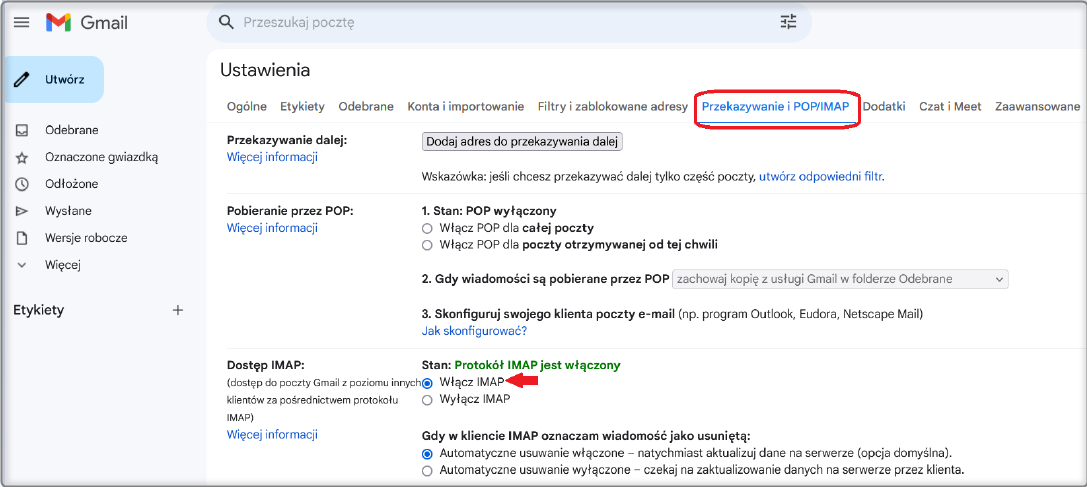 Gmail
Przeszukaj pocztę
Utwórz
Odebrane
Oznaczone gwiazdką
Odłożone
Wysłane
Wersje robocze
Więcej
Etykiety
Ustawienia
Ogólne Etykiety Odebrane Konta i importowanie Filtry i zablokowane adresy Przekazywanie i POP/IMAP Dodatki Czat i Meet Zaawansowane
Przekazywanie dalej:
Więcej informacji
Dodaj adres do przekazywania dalej
Wskazówka: jeśli chcesz przekazywać dalej tylko część poczty, utwórz odpowiedni filtr.
Pobieranie przez POP:
Więcej informacji
1. Stan: POP wyłączony
Włącz POP dla całej poczty
Włącz POP dla poczty otrzymywanej od tej chwili
2. Gdy wiadomości są pobierane przez POP zachowaj kopię z usługi Gmail w folderze Odebrane
3. Skonfiguruj swojego klienta poczty e-mail (np. program Outlook, Eudora, Netscape Mail)
Jak skonfigurować?
Dostęp IMAP:
(dostęp do poczty Gmail z poziomu innych
klientów za pośrednictwem protokołu
IMAP)
Więcej informacji
Stan: Protokół IMAP jest włączony
Włącz IMAP
Wyłącz IMAP
Gdy w kliencie IMAP oznaczam wiadomość jako usuniętą:
Automatyczne usuwanie włączone – natychmiast aktualizuj dane na serwerze (opcja domyślna).
Automatyczne usuwanie wyłączone – czekaj na zaktualizowanie danych na serwerze przez klienta.